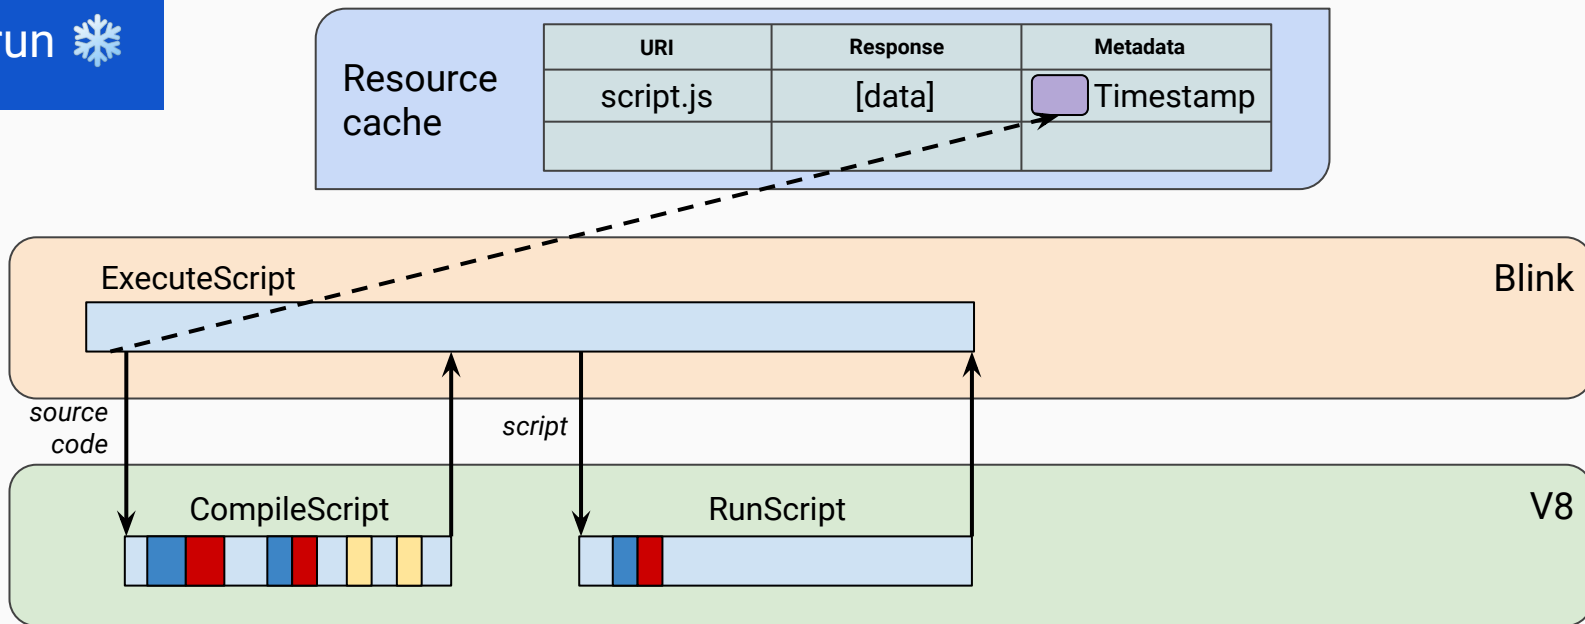 run ❄
Resource
cache
URI Response Metadata
script.js [data] Timestamp
ExecuteScript
Blink
source
code
script
CompileScript
RunScript
V8